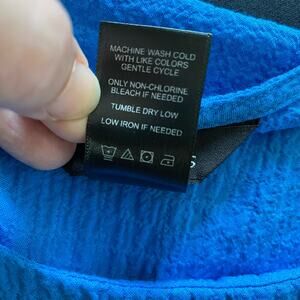 MACHINE WASH COLD
WITH LIKE COLORS
GENTLE CYCLE
ONLY NON-CHLORINE
BLEACH IF NEEDED
TUMBLE DRY LOW
LOW IRON IF NEEDED